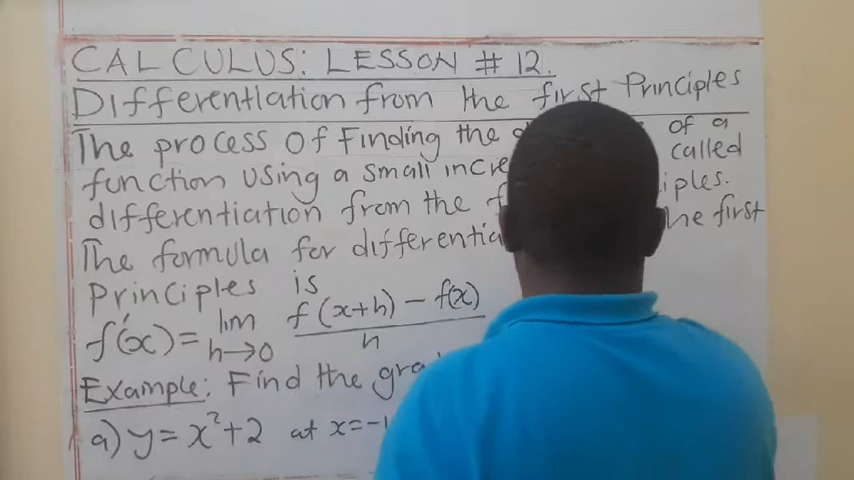 CALCULUS: LESSON # 12.
Differentiation from the first Principles
The process of Finding the of a
function using a small incre called
differentiation from the f iples.
The formula for differentia he first
Principles is
f'(x) = lim h→0 f(x+h) - f(x) / h
Example: Find the gra
a) y = x² + 2 at x = -1